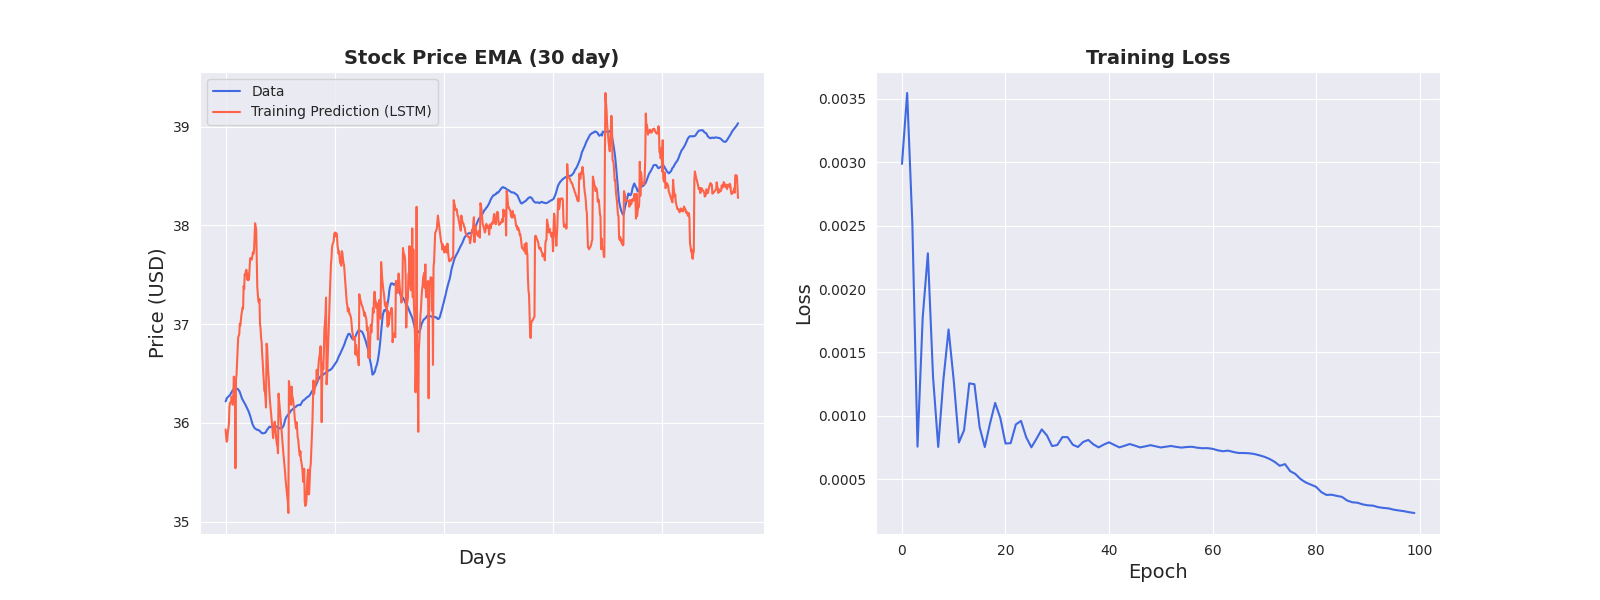 Stock Price EMA (30 day)
Data
Training Prediction (LSTM)
39
38
37
36
35
Price (USD)
Days
Training Loss
0.0035
0.0030
0.0025
0.0020
0.0015
0.0010
0.0005
Loss
0 20 40 60 80 100
Epoch